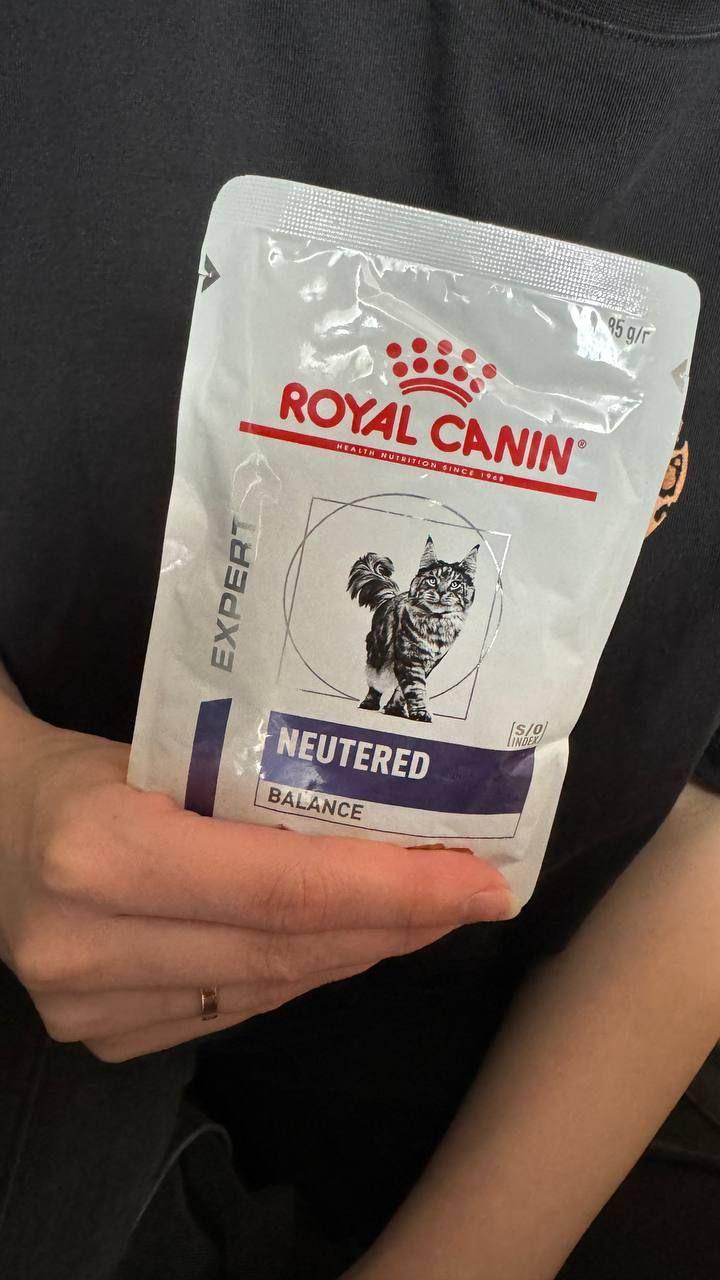 85 g/г
ROYAL CANIN®
HEALTH NUTRITION SINCE 1968
EXPERT
S/O
INDEX
NEUTERED
BALANCE